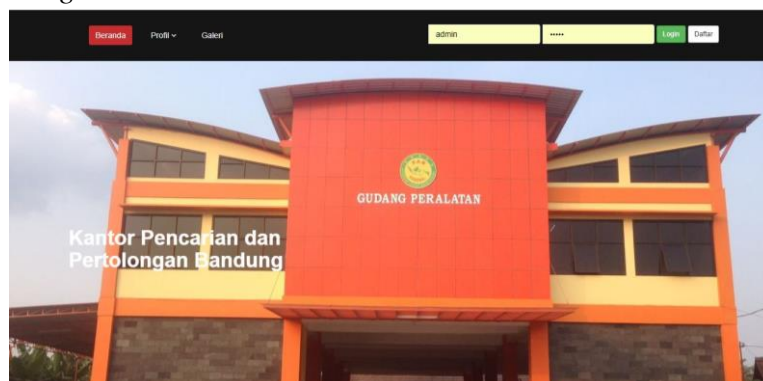 Beranda Profil Galeri admin ••••• Login Daftar
GUDANG PERALATAN
Kantor Pencarian dan
Pertolongan Bandung